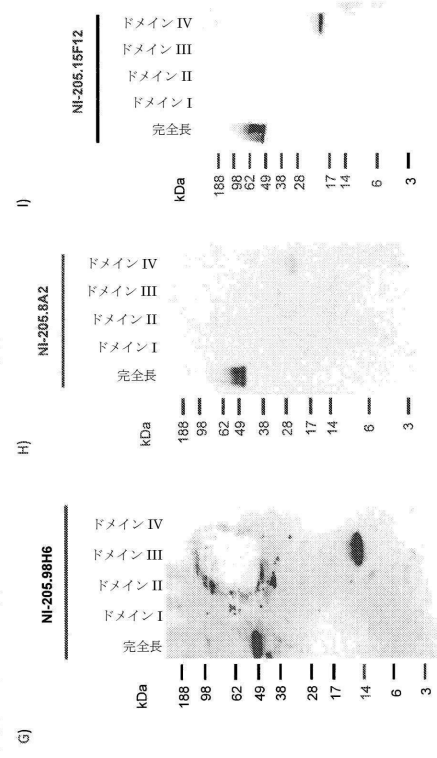 G)
NI-205.98H6
完全長
ドメイン I
ドメイン II
ドメイン III
ドメイン IV
kDa
188
98
62
49
38
28
17
14
6
3
H)
NI-205.8A2
完全長
ドメイン I
ドメイン II
ドメイン III
ドメイン IV
kDa
188
98
62
49
38
28
17
14
6
3
I)
NI-205.15F12
完全長
ドメイン I
ドメイン II
ドメイン III
ドメイン IV
kDa
188
98
62
49
38
28
17
14
6
3